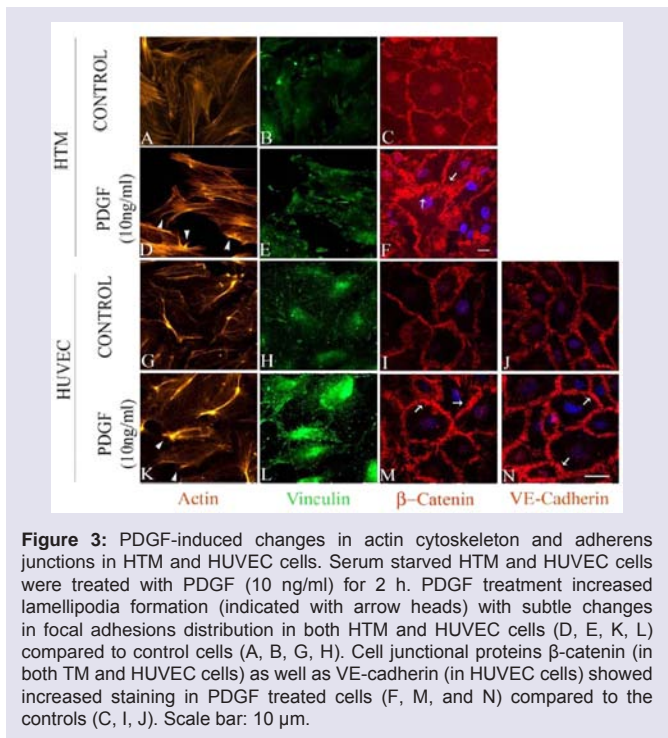 HTM
CONTROL
A
B
C
PDGF
(10ng/ml)
D
E
F
HUVEC
CONTROL
G
H
I
J
PDGF
(10ng/ml)
K
L
M
N
Actin
Vinculin
β-Catenin
VE-Cadherin
Figure 3: PDGF-induced changes in actin cytoskeleton and adherens
junctions in HTM and HUVEC cells. Serum starved HTM and HUVEC cells
were treated with PDGF (10 ng/ml) for 2 h. PDGF treatment increased
lamellipodia formation (indicated with arrow heads) with subtle changes
in focal adhesions distribution in both HTM and HUVEC cells (D, E, K, L)
compared to control cells (A, B, G, H). Cell junctional proteins β-catenin (in
both TM and HUVEC cells) as well as VE-cadherin (in HUVEC cells) showed
increased staining in PDGF treated cells (F, M, and N) compared to the
controls (C, I, J). Scale bar: 10 μm.